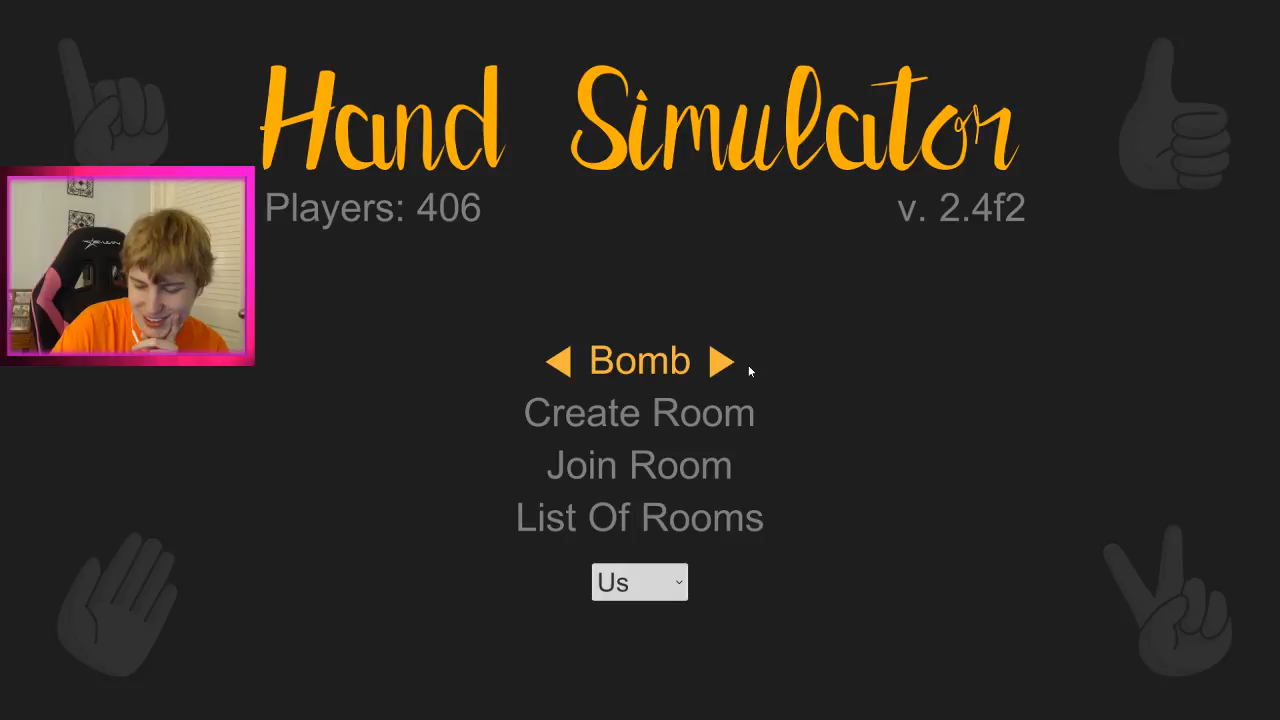 Hand Simulator
Players: 406
v. 2.4f2
Bomb
Create Room
Join Room
List Of Rooms
Us